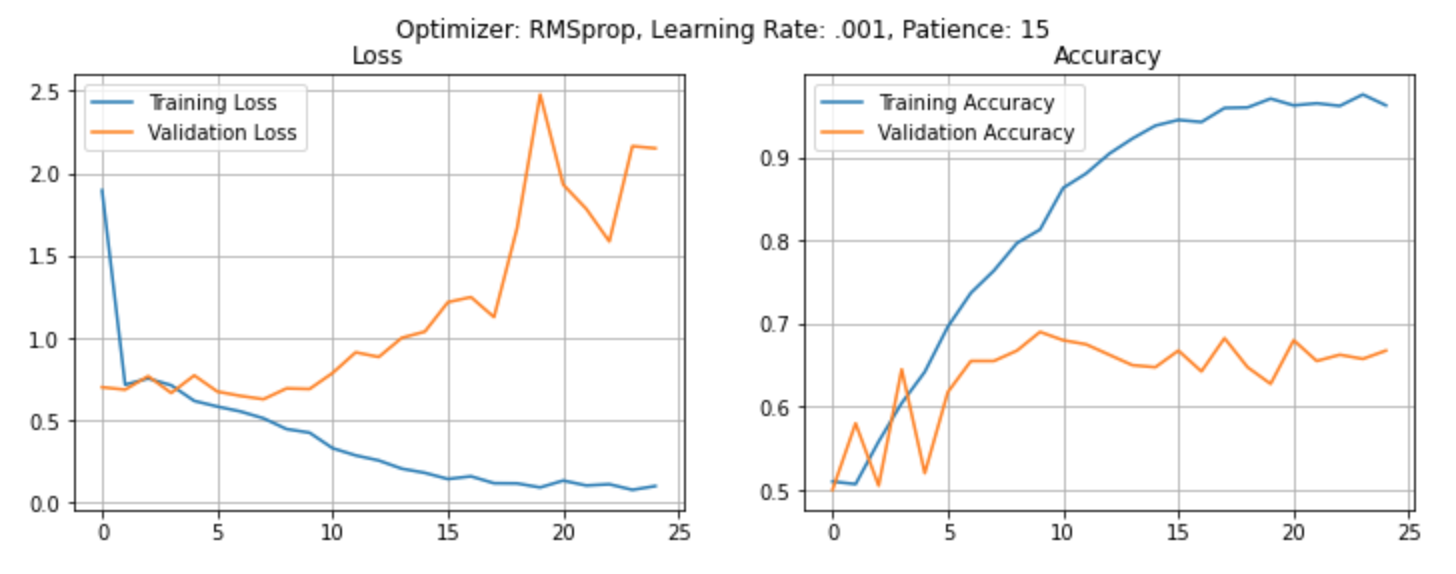 Optimizer: RMSprop, Learning Rate: .001, Patience: 15
Loss
Training Loss
Validation Loss
2.5
2.0
1.5
1.0
0.5
0.0
0 5 10 15 20 25
Accuracy
Training Accuracy
Validation Accuracy
0.9
0.8
0.7
0.6
0.5
0 5 10 15 20 25